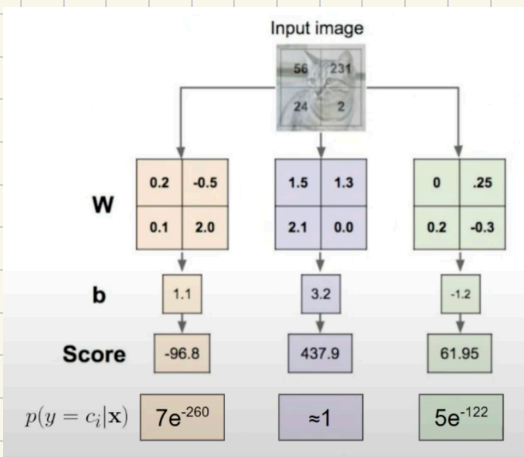 Input image
56 231
24 2
W
0.2 -0.5 1.5 1.3 0 .25
0.1 2.0 2.1 0.0 0.2 -0.3
b 1.1 3.2 -1.2
Score -96.8 437.9 61.95
p(y = c_i|x) 7e^-260 ≈1 5e^-122